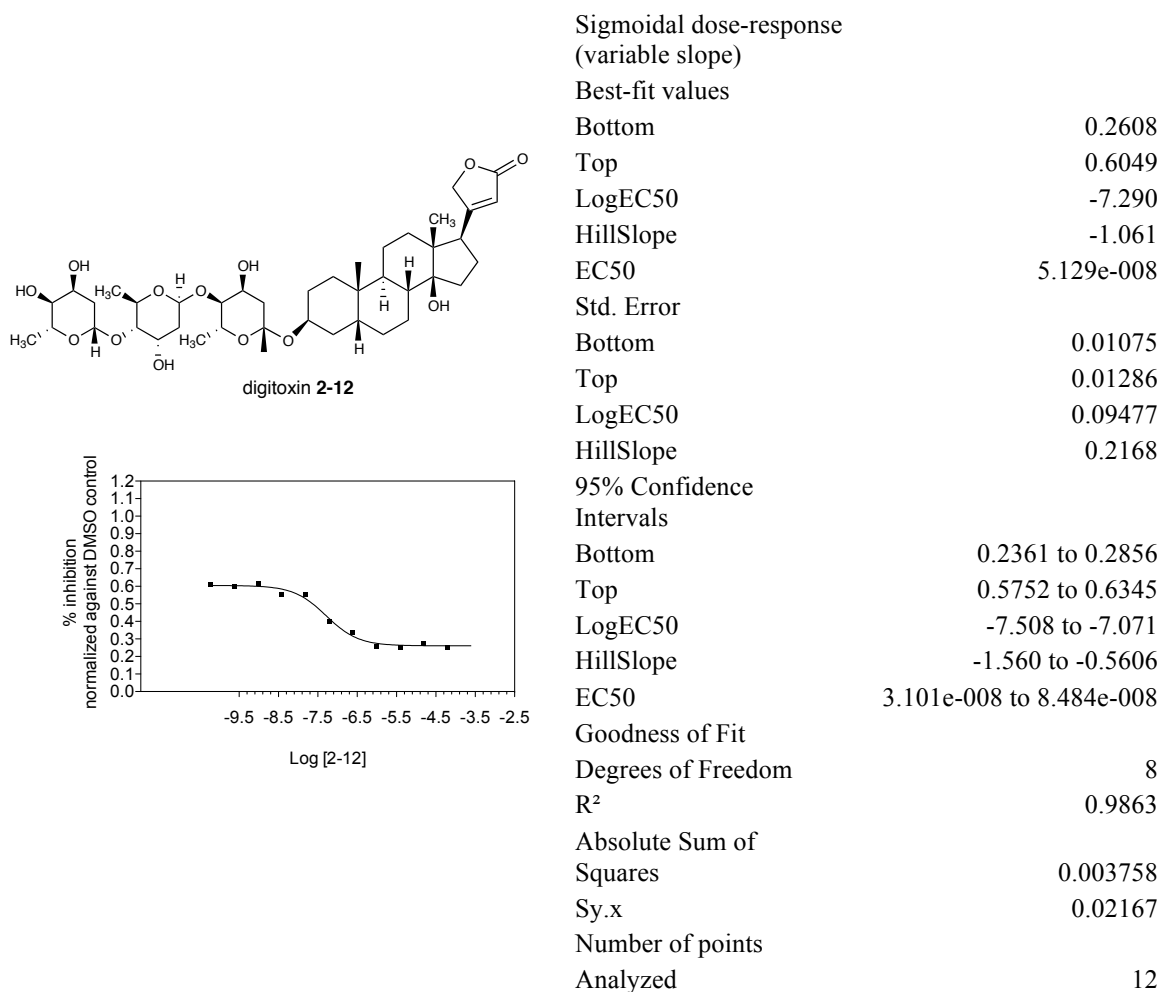 Sigmoidal dose-response
(variable slope)
Best-fit values
Bottom 0.2608
Top 0.6049
LogEC50 -7.290
HillSlope -1.061
EC50 5.129e-008
Std. Error
Bottom 0.01075
Top 0.01286
LogEC50 0.09477
HillSlope 0.2168
95% Confidence
Intervals
Bottom 0.2361 to 0.2856
Top 0.5752 to 0.6345
LogEC50 -7.508 to -7.071
HillSlope -1.560 to -0.5606
EC50 3.101e-008 to 8.484e-008
Goodness of Fit
Degrees of Freedom 8
R² 0.9863
Absolute Sum of
Squares 0.003758
Sy.x 0.02167
Number of points
Analyzed 12
O O
CH₃
H
OH
H
H
O
OH
O
H₃C
O
H
O
H₃C
O
OH
OH
HO
H₃C
O
H
O
digitoxin 2-12
% inhibition
normalized against DMSO control
1.2
1.1
1.0
0.9
0.8
0.7
0.6
0.5
0.4
0.3
0.2
0.1
0.0
-9.5 -8.5 -7.5 -6.5 -5.5 -4.5 -3.5 -2.5
Log [2-12]